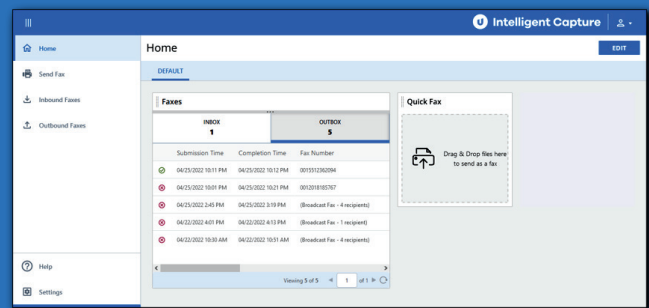 Intelligent Capture
Home
Home
EDIT
Send Fax
Inbound Faxes
Outbound Faxes
DEFAULT
Faxes
INBOX
1
OUTBOX
5
Submission Time Completion Time Fax Number
04/25/2022 10:11 PM 04/25/2022 10:12 PM 0015512362094
04/25/2022 10:01 PM 04/25/2022 10:21 PM 0012018185767
04/25/2022 2:45 PM 04/25/2022 3:19 PM (Broadcast Fax - 4 recipients)
04/22/2022 4:01 PM 04/22/2022 4:13 PM (Broadcast Fax - 1 recipient)
04/22/2022 10:30 AM 04/22/2022 10:51 AM (Broadcast Fax - 4 recipients)
Viewing 5 of 5 1 of 1
Quick Fax
Drag & Drop files here
to send as a fax
Help
Settings